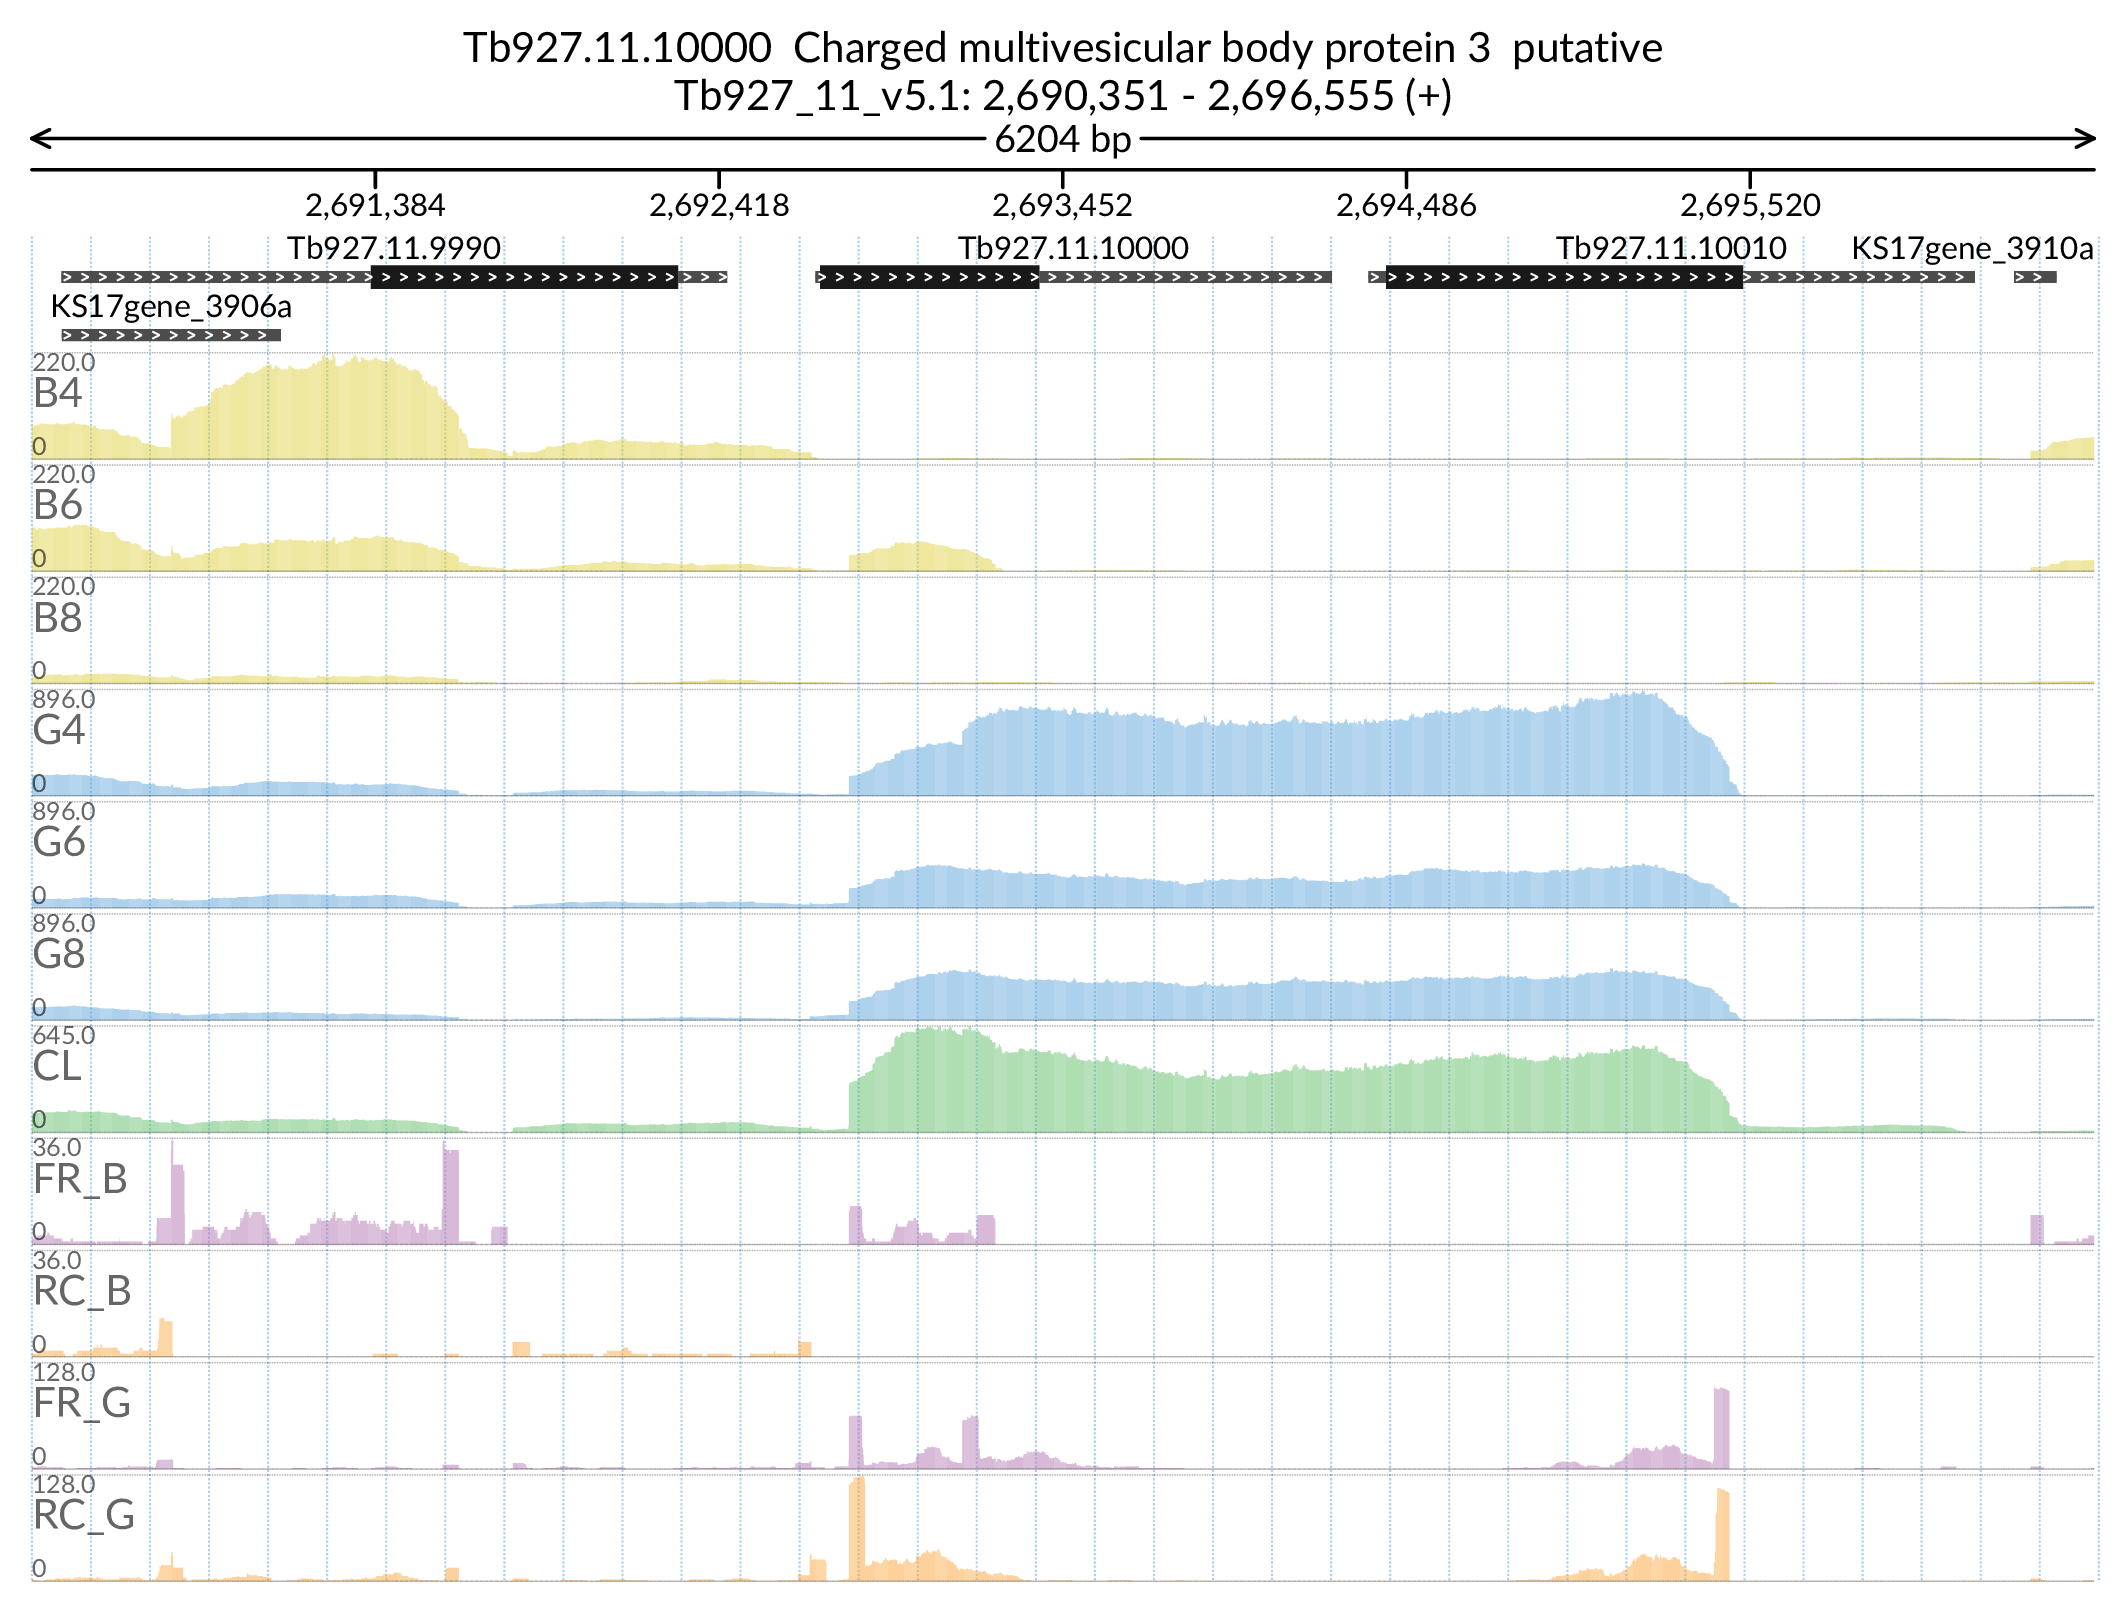 Tb927.11.10000  Charged multivesicular body protein 3  putative
Tb927_11_v5.1: 2,690,351 - 2,696,555 (+)
6204 bp
2,691,384 2,692,418 2,693,452 2,694,486 2,695,520
Tb927.11.9990 Tb927.11.10000 Tb927.11.10010 KS17gene_3910a
KS17gene_3906a
220.0
B4
0
220.0
B6
0
220.0
B8
0
896.0
G4
0
896.0
G6
0
896.0
G8
0
645.0
CL
0
36.0
FR_B
0
36.0
RC_B
0
128.0
FR_G
0
128.0
RC_G
0